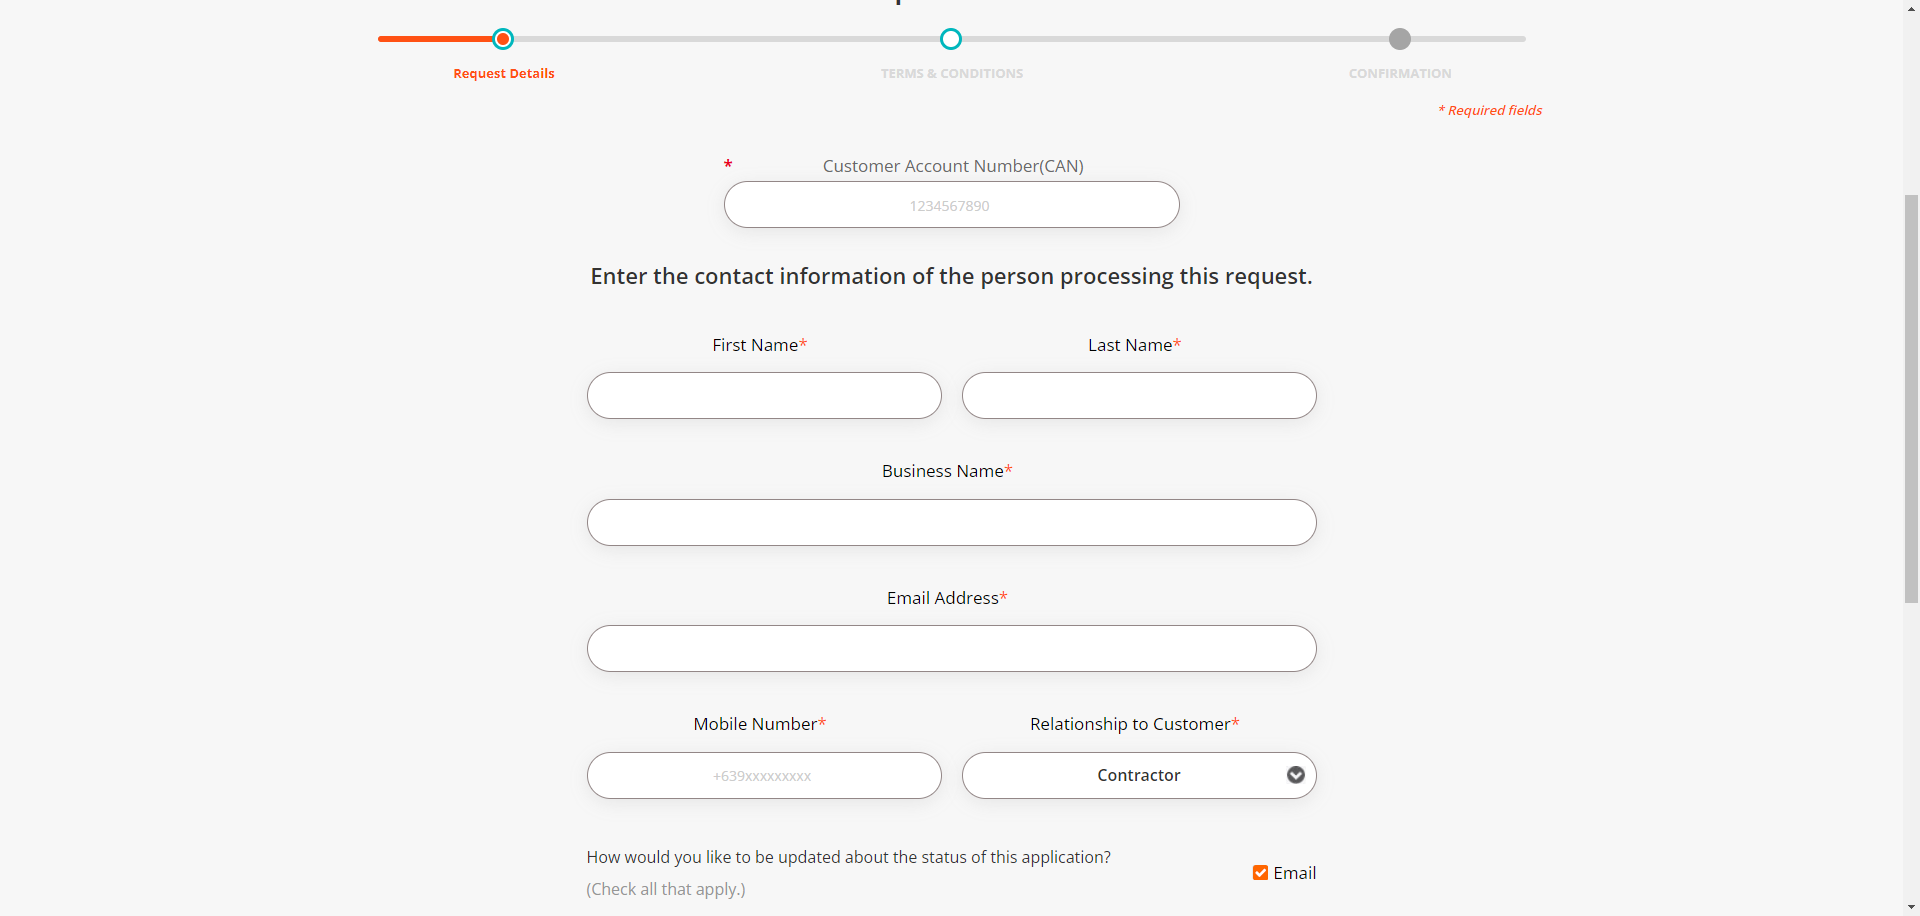 Request Details
TERMS & CONDITIONS
CONFIRMATION
* Required fields
* Customer Account Number(CAN)
1234567890
Enter the contact information of the person processing this request.
First Name*
Last Name*
Business Name*
Email Address*
Mobile Number*
Relationship to Customer*
+639xxxxxxxxx
Contractor
How would you like to be updated about the status of this application?
(Check all that apply.)
Email